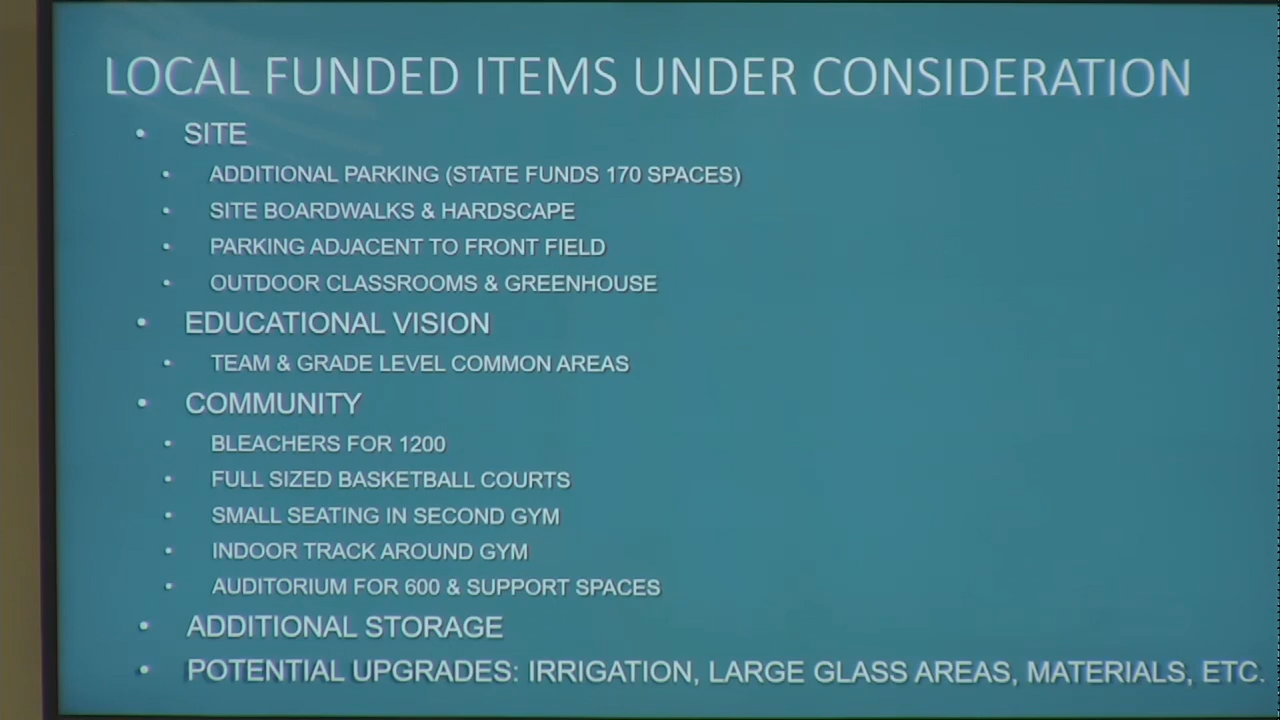 LOCAL FUNDED ITEMS UNDER CONSIDERATION
• SITE
• ADDITIONAL PARKING (STATE FUNDS 170 SPACES)
• SITE BOARDWALKS & HARDSCAPE
• PARKING ADJACENT TO FRONT FIELD
• OUTDOOR CLASSROOMS & GREENHOUSE
• EDUCATIONAL VISION
• TEAM & GRADE LEVEL COMMON AREAS
• COMMUNITY
• BLEACHERS FOR 1200
• FULL SIZED BASKETBALL COURTS
• SMALL SEATING IN SECOND GYM
• INDOOR TRACK AROUND GYM
• AUDITORIUM FOR 600 & SUPPORT SPACES
• ADDITIONAL STORAGE
• POTENTIAL UPGRADES: IRRIGATION, LARGE GLASS AREAS, MATERIALS, ETC.